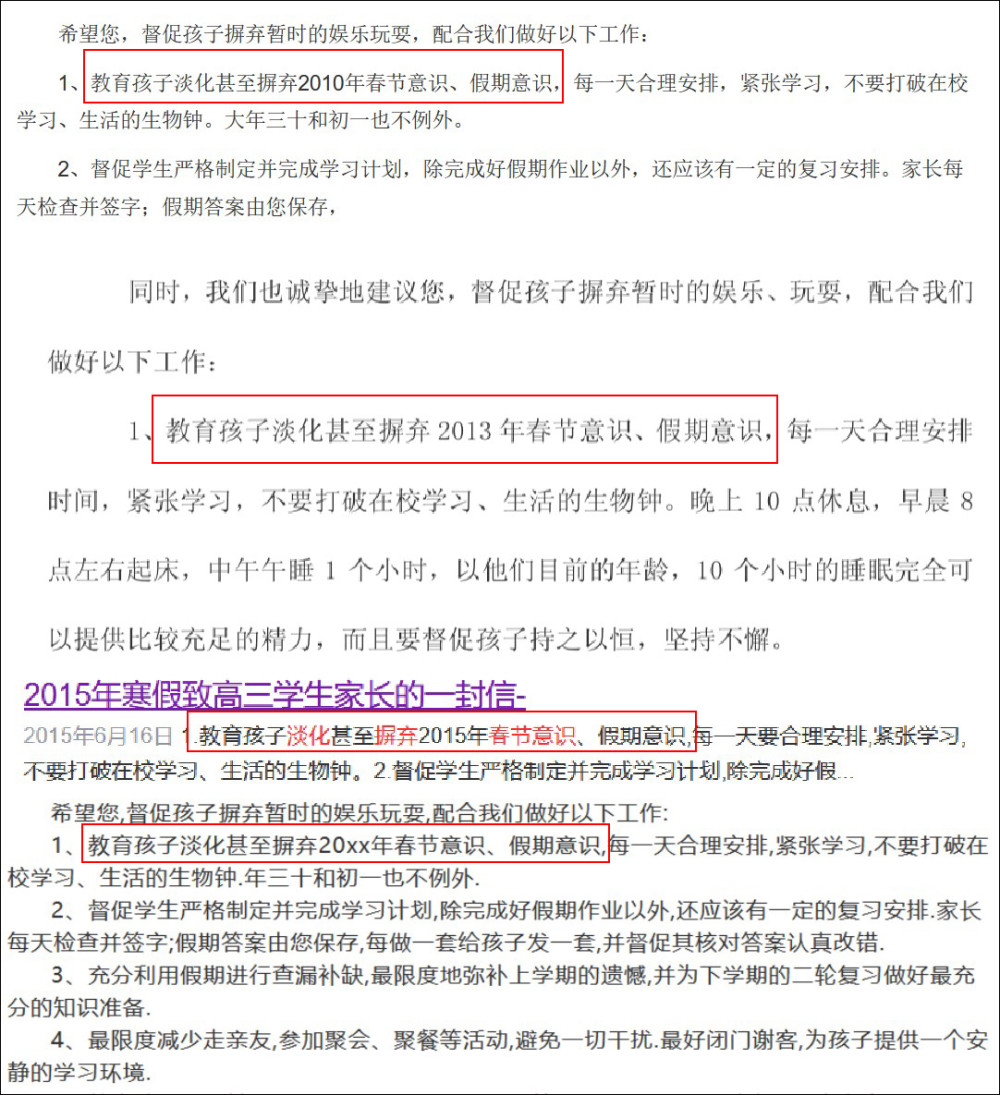 希望您，督促孩子摒弃暂时的娱乐玩耍，配合我们做好以下工作：
1、教育孩子淡化甚至摒弃2010年春节意识、假期意识，每一天合理安排，紧张学习，不要打破在校
学习、生活的生物钟。大年三十和初一也不例外。
2、督促学生严格制定并完成学习计划，除完成好假期作业以外，还应该有一定的复习安排。家长每
天检查并签字；假期答案由您保存，
同时，我们也诚挚地建议您，督促孩子摒弃暂时的娱乐、玩耍，配合我们
做好以下工作：
1、教育孩子淡化甚至摒弃 2013 年春节意识、假期意识，每一天合理安排
时间，紧张学习，不要打破在校学习、生活的生物钟。晚上 10 点休息，早晨 8
点左右起床，中午午睡 1 个小时，以他们目前的年龄，10 个小时的睡眠完全可
以提供比较充足的精力，而且要督促孩子持之以恒，坚持不懈。
2015年寒假致高三学生家长的一封信-
2015年6月16日 1.教育孩子淡化甚至摒弃2015年春节意识、假期意识,每一天要合理安排,紧张学习,
不要打破在校学习、生活的生物钟。2.督促学生严格制定并完成学习计划,除完成好假...
希望您,督促孩子摒弃暂时的娱乐玩耍,配合我们做好以下工作:
1、教育孩子淡化甚至摒弃20xx年春节意识、假期意识,每一天合理安排,紧张学习,不要打破在
校学习、生活的生物钟.年三十和初一也不例外.
2、督促学生严格制定并完成学习计划,除完成好假期作业以外,还应该有一定的复习安排.家长
每天检查并签字;假期答案由您保存,每做一套给孩子发一套,并督促其核对答案认真改错.
3、充分利用假期进行查漏补缺,最限度地弥补上学期的遗憾,并为下学期的二轮复习做好最充
分的知识准备.
4、最限度减少走亲友,参加聚会、聚餐等活动,避免一切干扰.最好闭门谢客,为孩子提供一个安
静的学习环境.